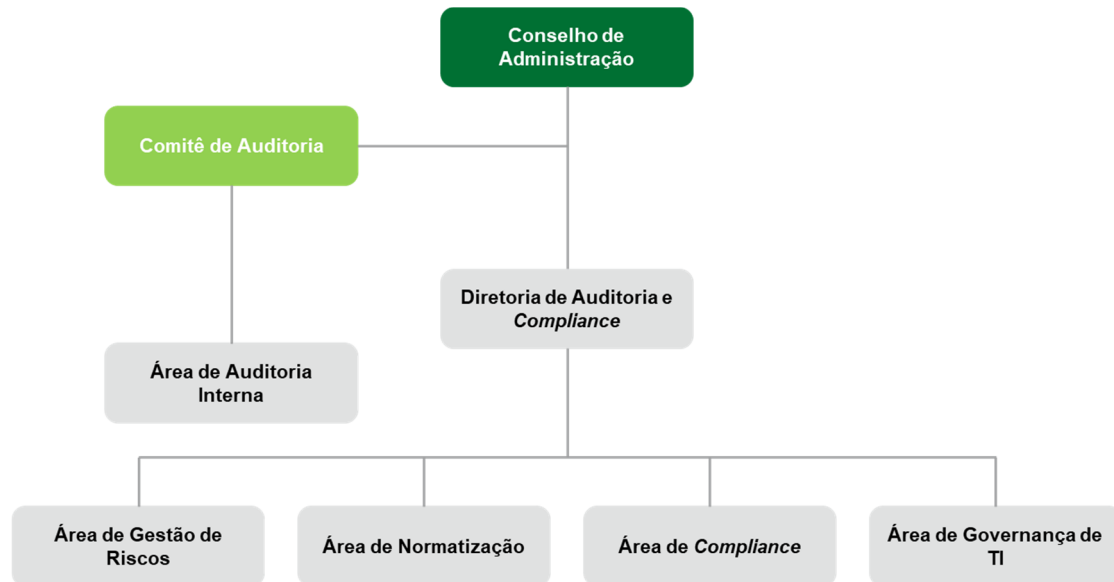 Conselho de
Administração
Comitê de Auditoria
Diretoria de Auditoria e
Compliance
Área de Auditoria
Interna
Área de Gestão de
Riscos
Área de Normatização
Área de Compliance
Área de Governança de
TI